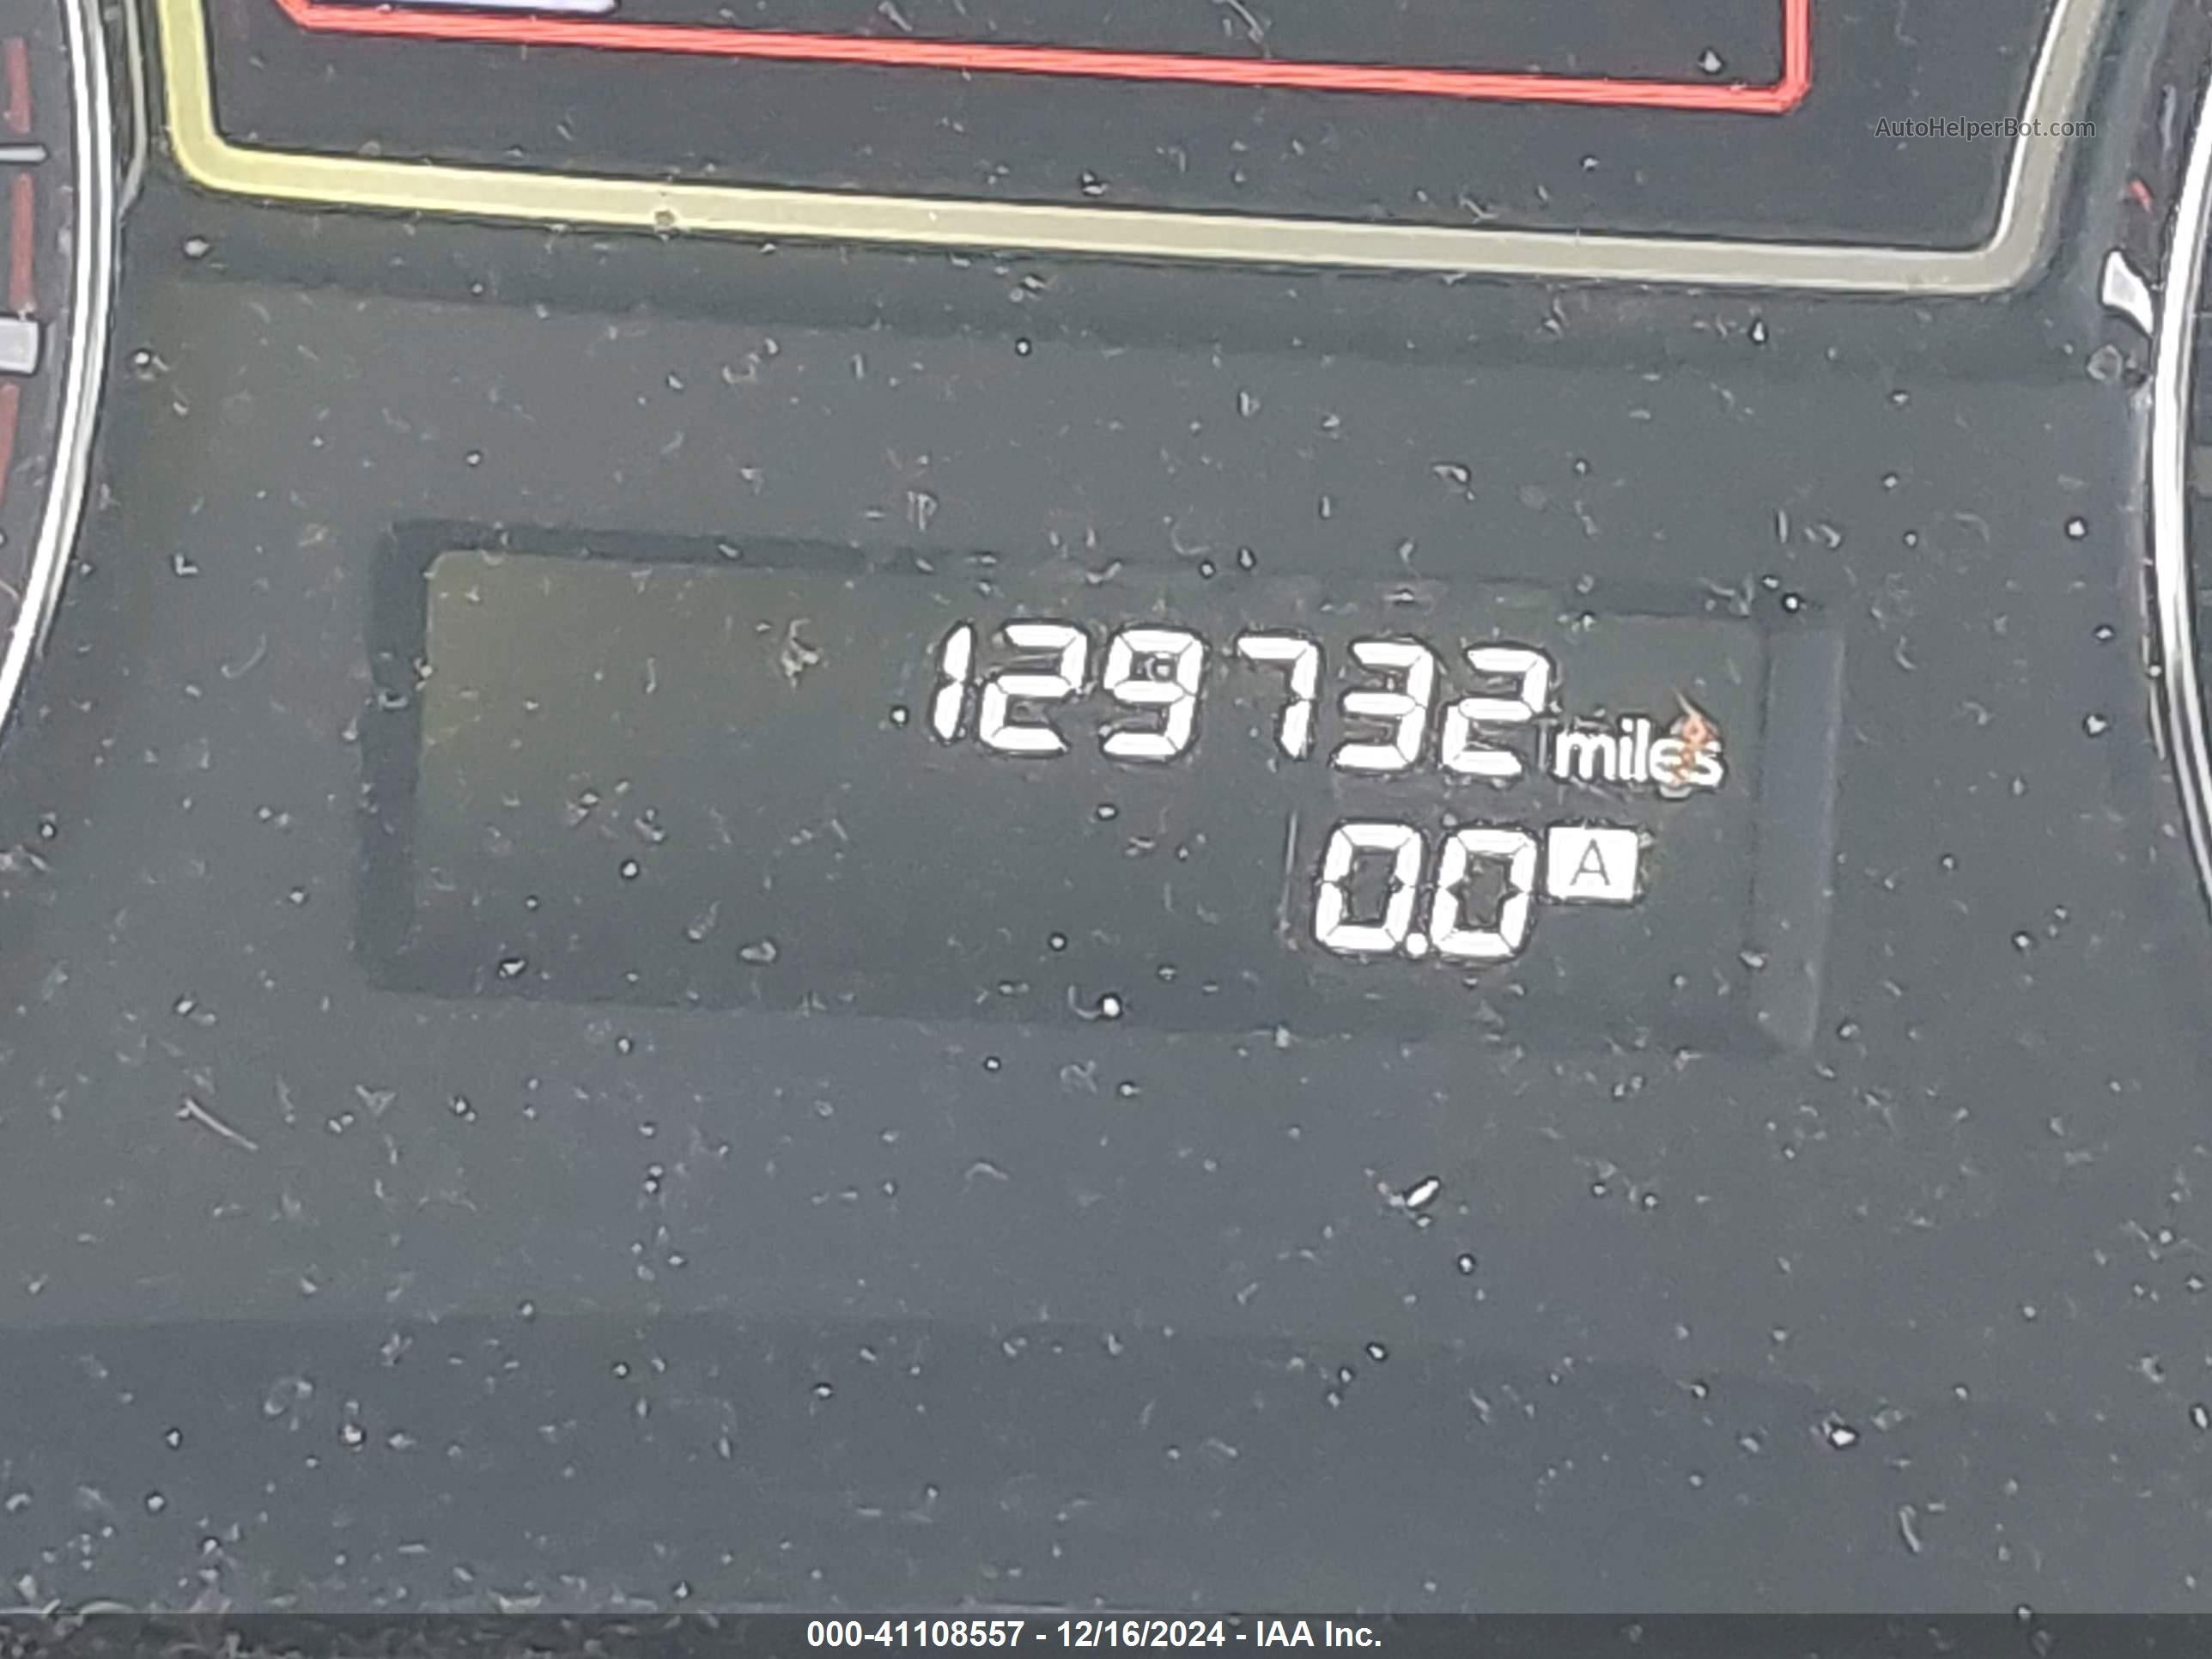 AutoHelperBot.com
129732 miles
0.0 A
000-41108557 - 12/16/2024 - IAA Inc.